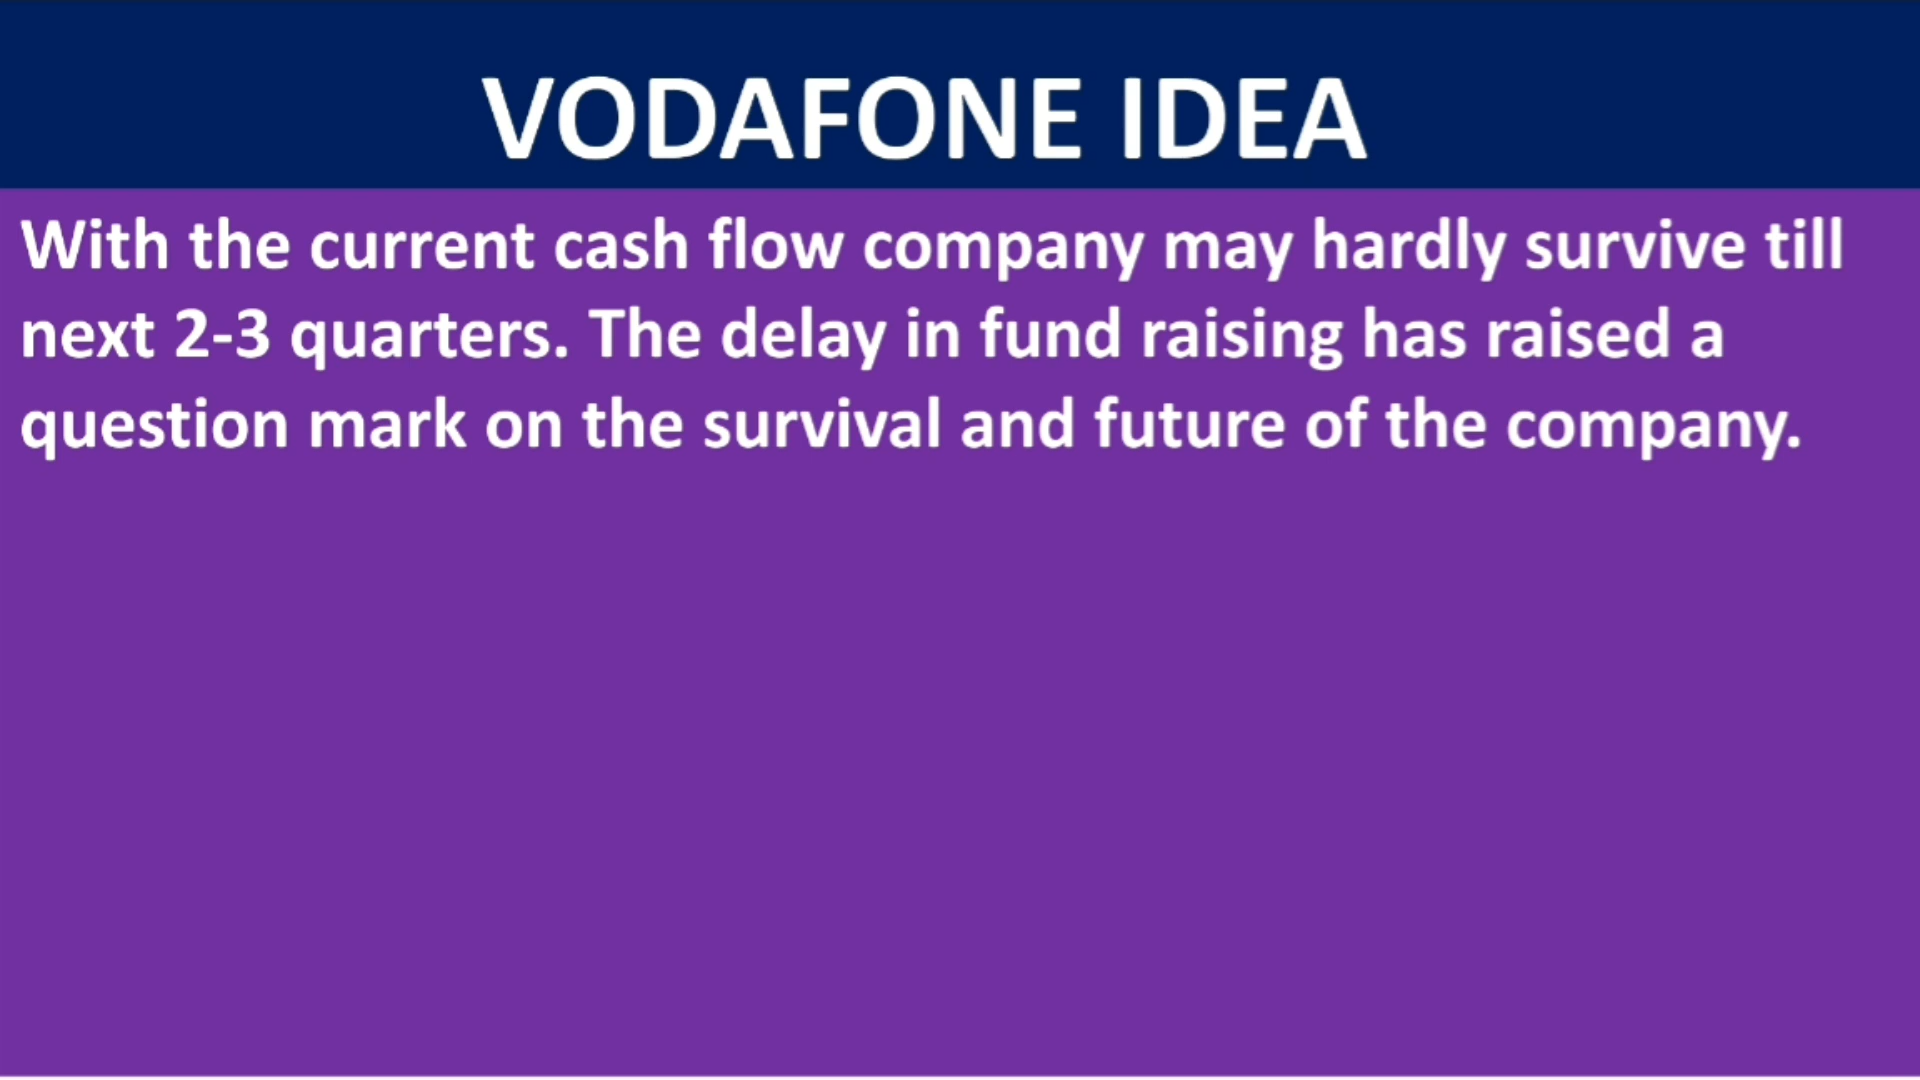 VODAFONE IDEA
With the current cash flow company may hardly survive till
next 2-3 quarters. The delay in fund raising has raised a
question mark on the survival and future of the company.